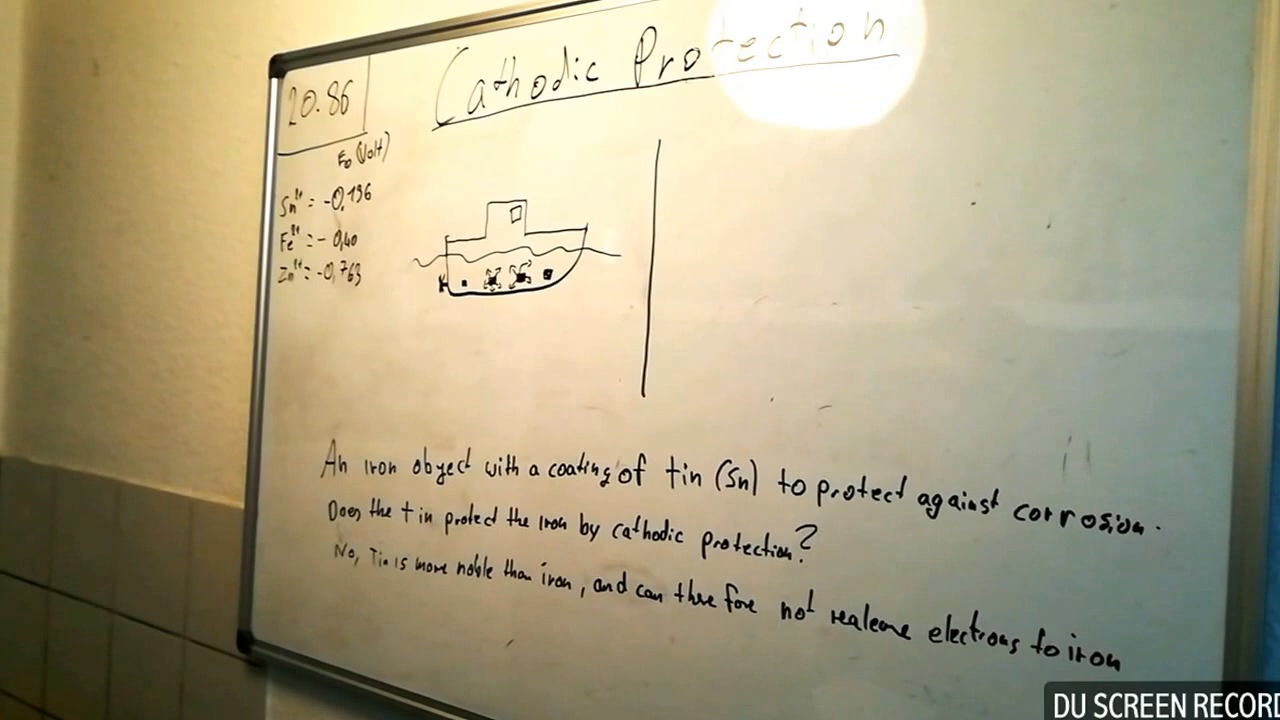 Cathodic Protection
20.86
E₀ (Volt)
Sn²⁺ = -0,136
Fe²⁺ = - 0,40
Zn²⁺ = -0,763
An iron obyect with a coating of tin (Sn) to protect against corrosion.
Does the tin protect the iron by cathodic protection?
No, Tin is more noble than iron, and can therefore not realeme electrons to iron
DU SCREEN RECORD